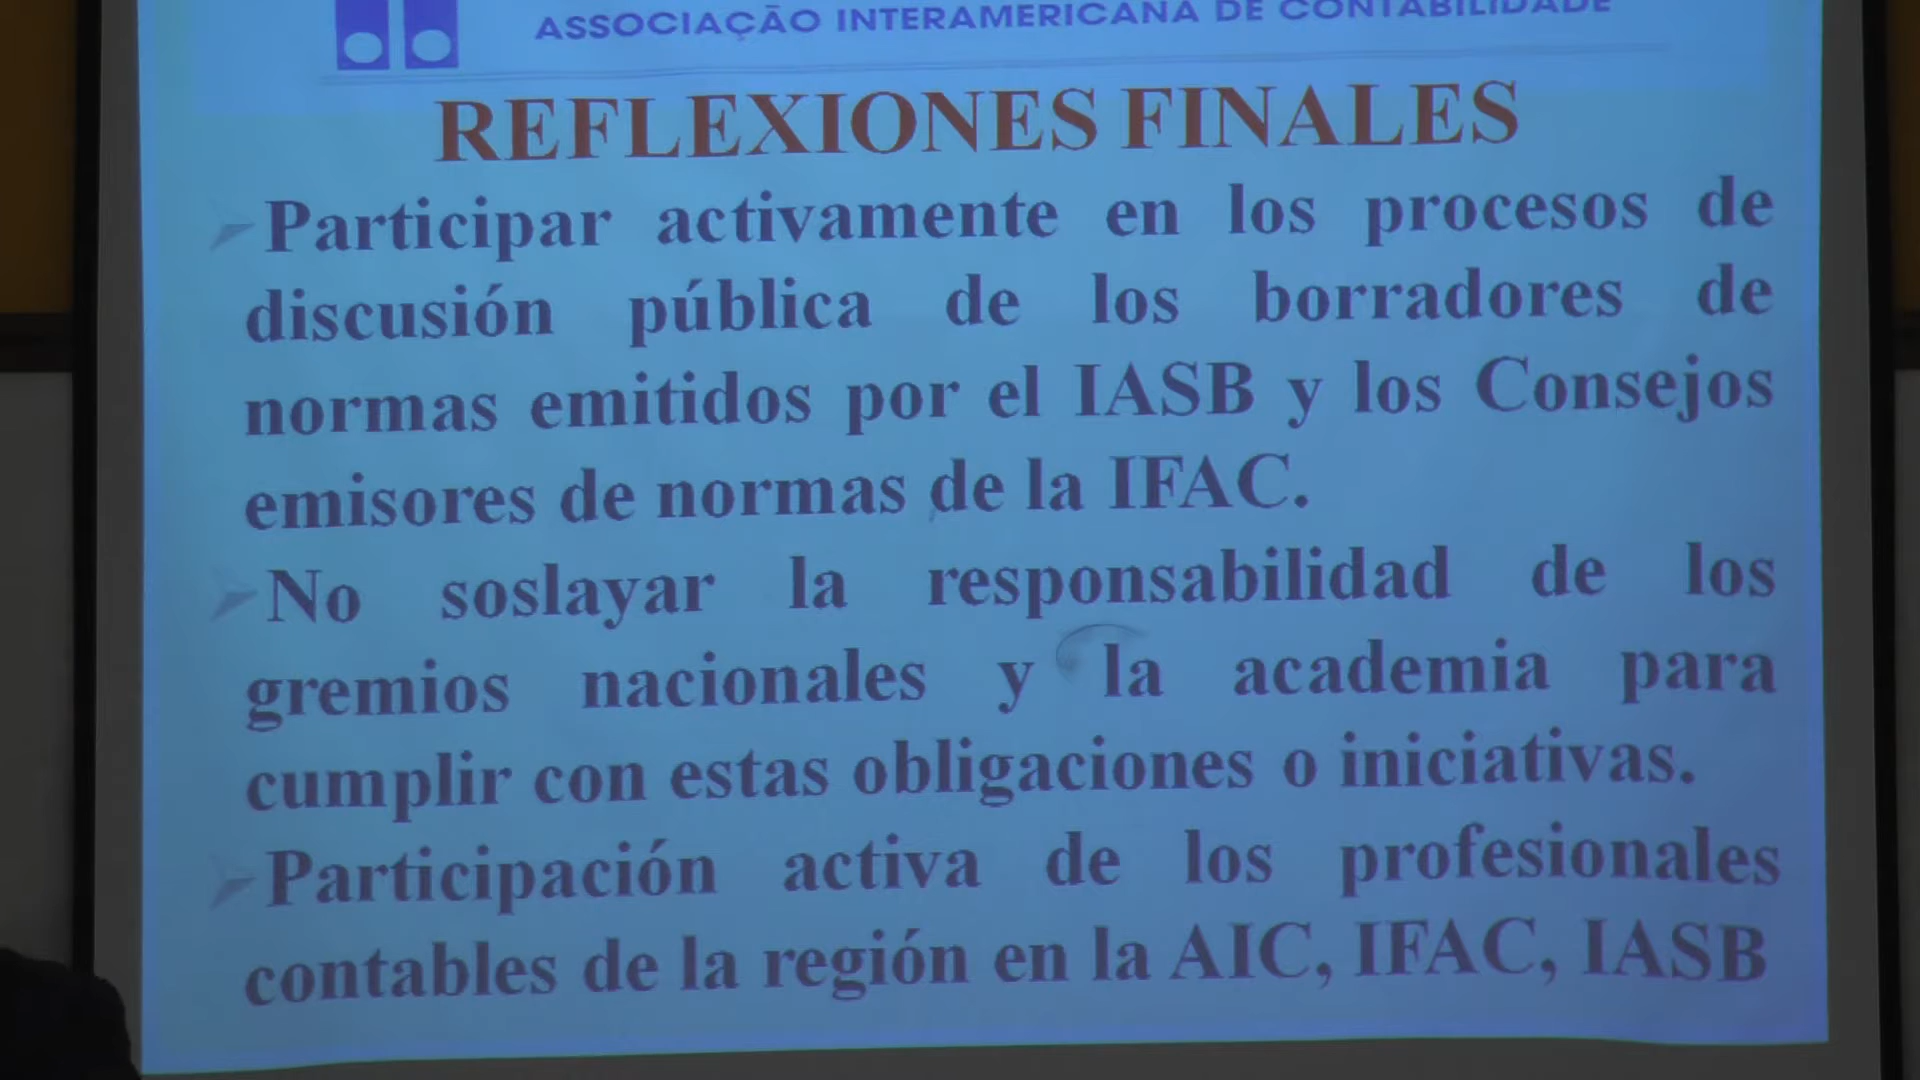 ASSOCIAÇÃO INTERAMERICANA DE CONTABILIDADE
REFLEXIONES FINALES
Participar activamente en los procesos de
discusión pública de los borradores de
normas emitidos por el IASB y los Consejos
emisores de normas de la IFAC.
No soslayar la responsabilidad de los
gremios nacionales y la academia para
cumplir con estas obligaciones o iniciativas.
Participación activa de los profesionales
contables de la región en la AIC, IFAC, IASB